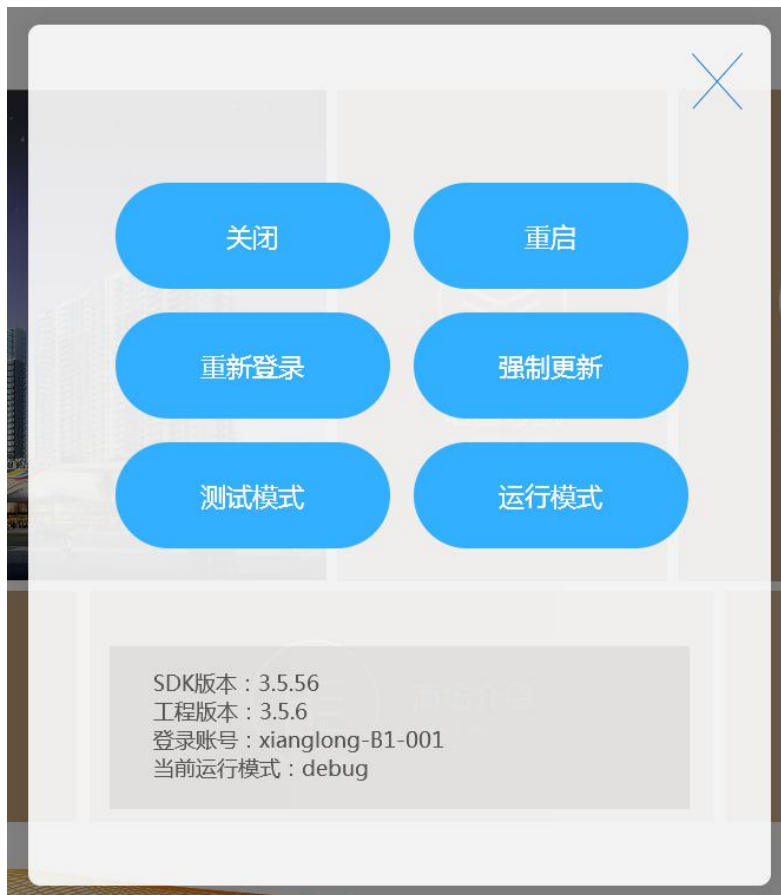 关闭
重启
重新登录
强制更新
测试模式
运行模式
SDK版本：3.5.56
工程版本：3.5.6
登录账号：xianglong-B1-001
当前运行模式：debug